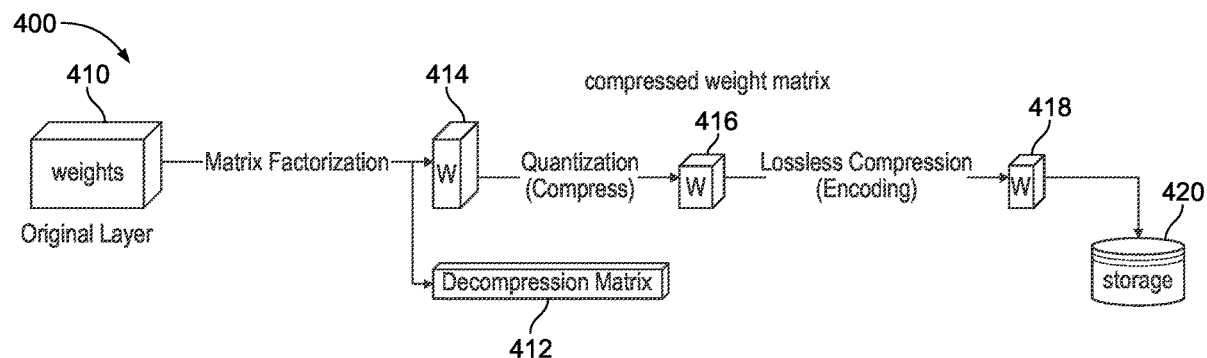 400
410
414
compressed weight matrix
416
418
weights
Matrix Factorization
W
Quantization
(Compress)
W
Lossless Compression
(Encoding)
W
Original Layer
420
storage
Decompression Matrix
412